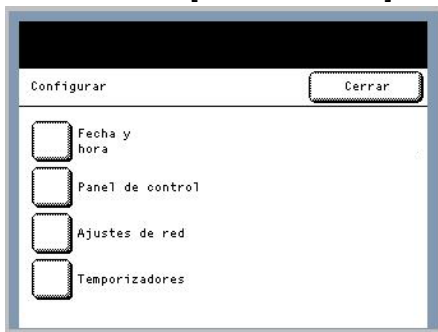 Configurar
Cerrar
Fecha y
hora
Panel de control
Ajustes de red
Temporizadores